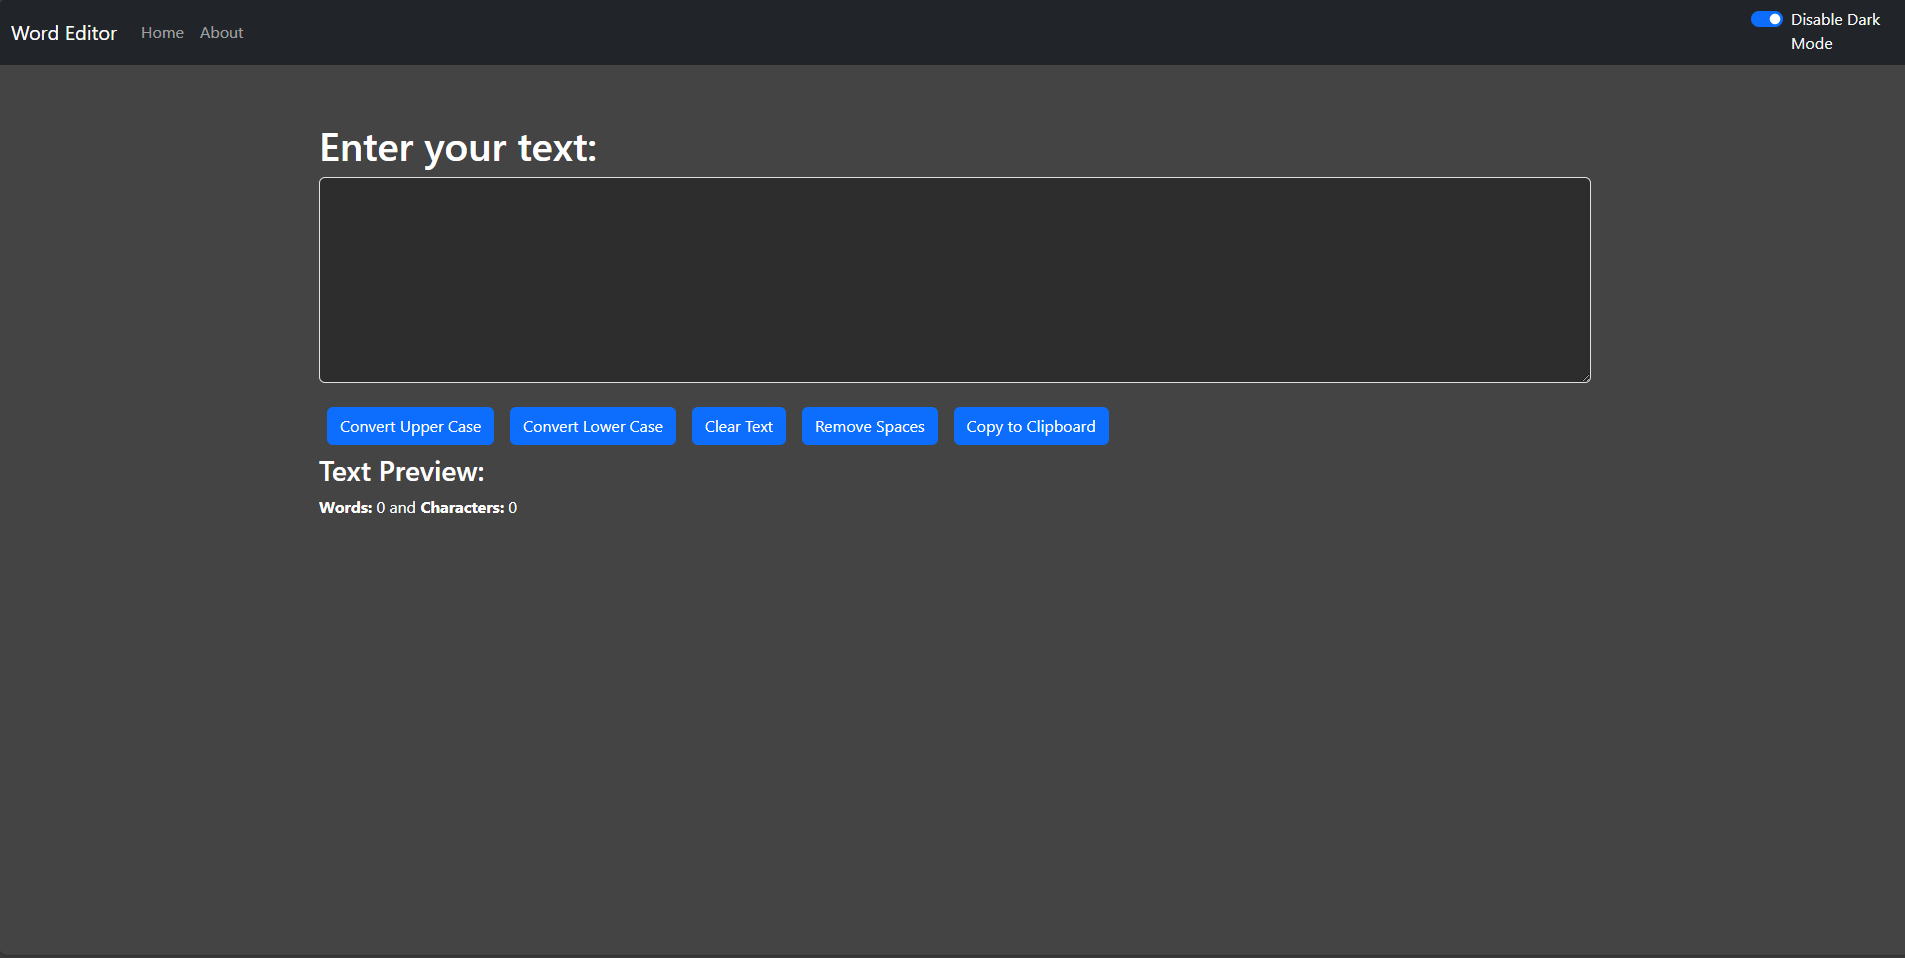 Word Editor Home About Disable Dark
Mode
Enter your text:
Convert Upper Case Convert Lower Case Clear Text Remove Spaces Copy to Clipboard
Text Preview:
Words: 0 and Characters: 0